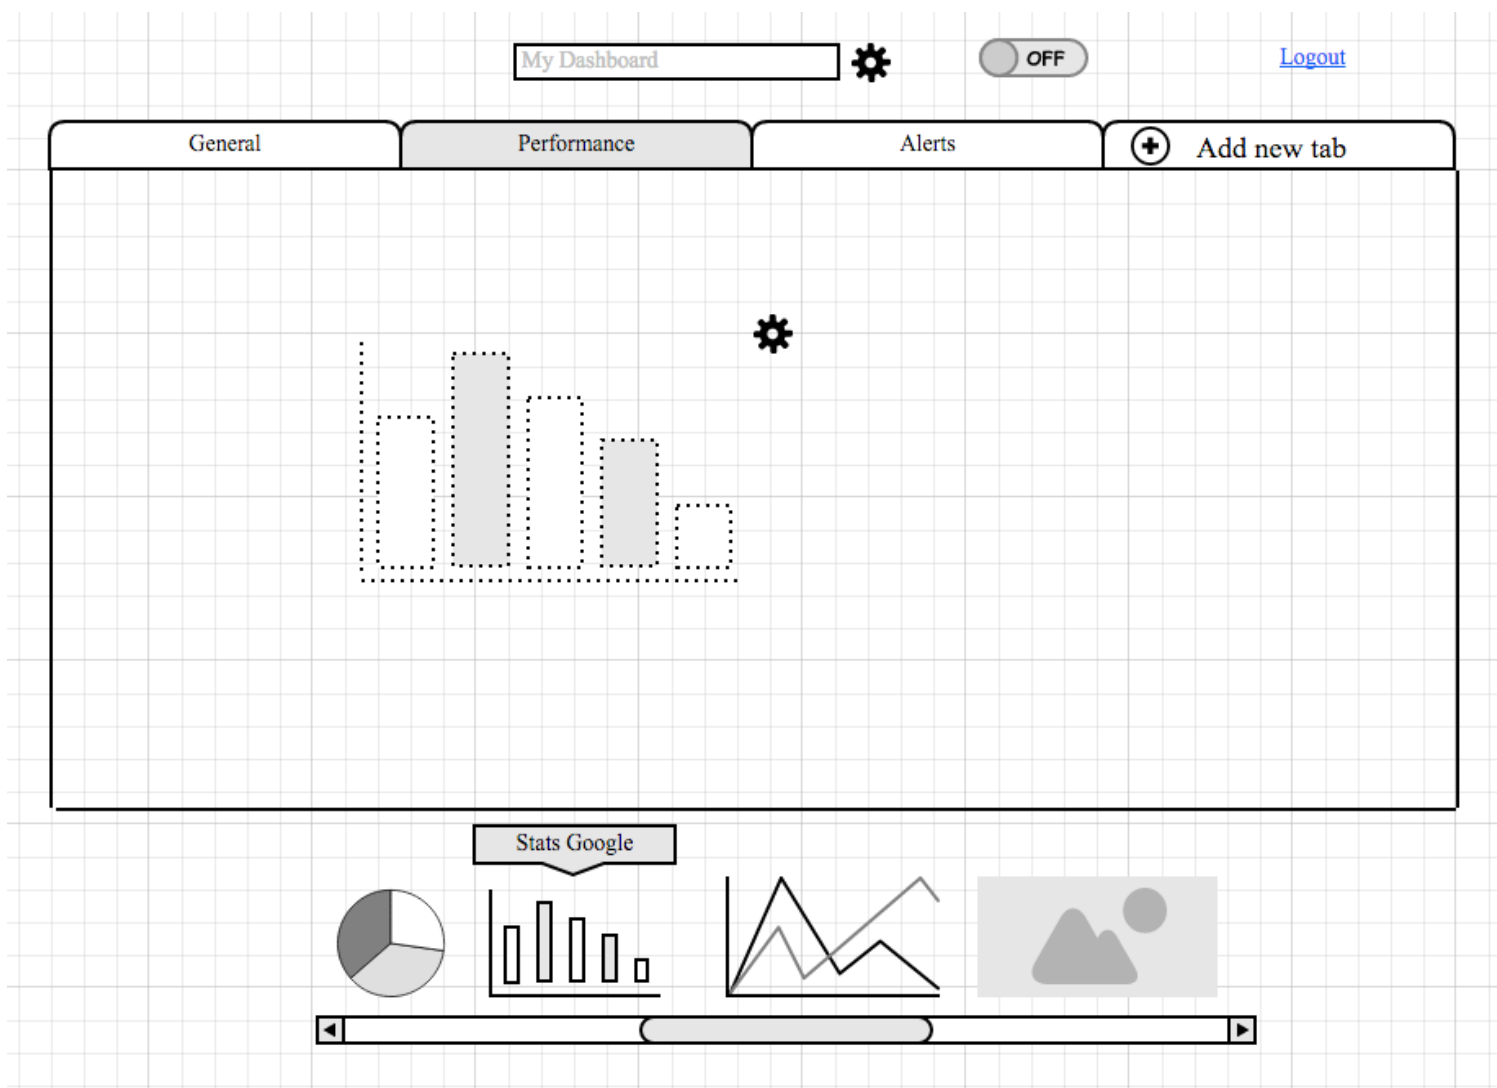 My Dashboard
OFF
Logout
General
Performance
Alerts
Add new tab
Stats Google